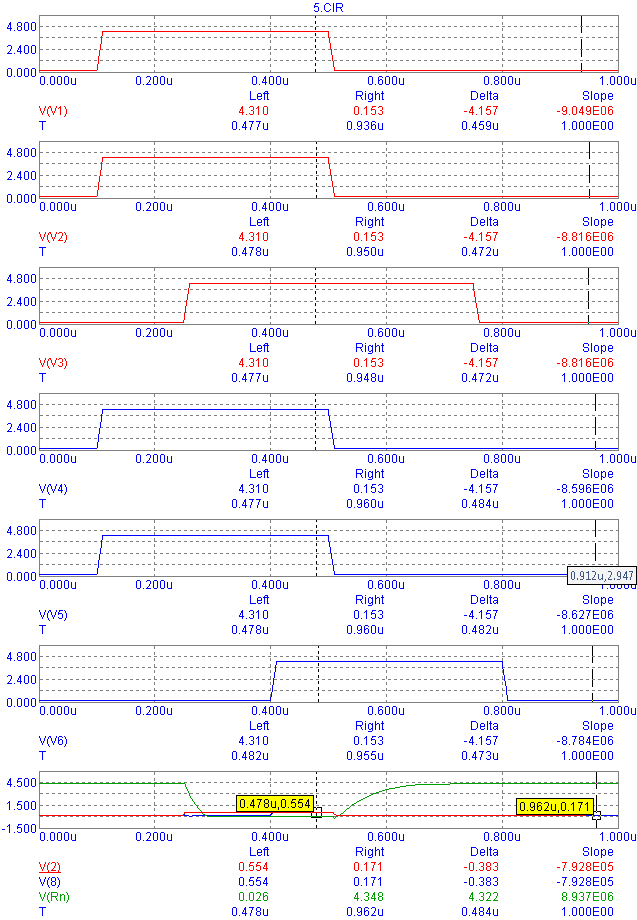 5.CIR
4.800
2.400
0.000
0.000u 0.200u 0.400u 0.600u 0.800u 1.000u
Left Right Delta Slope
V(V1) 4.310 0.153 -4.157 -9.049E06
T 0.477u 0.936u 0.459u 1.000E00
4.800
2.400
0.000
0.000u 0.200u 0.400u 0.600u 0.800u 1.000u
Left Right Delta Slope
V(V2) 4.310 0.153 -4.157 -8.816E06
T 0.478u 0.950u 0.472u 1.000E00
4.800
2.400
0.000
0.000u 0.200u 0.400u 0.600u 0.800u 1.000u
Left Right Delta Slope
V(V3) 4.310 0.153 -4.157 -8.816E06
T 0.477u 0.948u 0.472u 1.000E00
4.800
2.400
0.000
0.000u 0.200u 0.400u 0.600u 0.800u 1.000u
Left Right Delta Slope
V(V4) 4.310 0.153 -4.157 -8.596E06
T 0.477u 0.960u 0.484u 1.000E00
4.800
2.400
0.000
0.912u,2.947
0.000u 0.200u 0.400u 0.600u 0.800u 1.000u
Left Right Delta Slope
V(V5) 4.310 0.153 -4.157 -8.627E06
T 0.478u 0.960u 0.482u 1.000E00
4.800
2.400
0.000
0.000u 0.200u 0.400u 0.600u 0.800u 1.000u
Left Right Delta Slope
V(V6) 4.310 0.153 -4.157 -8.784E06
T 0.482u 0.955u 0.473u 1.000E00
4.500
1.500
0.478u,0.554 0.962u,0.171
-1.500
0.000u 0.200u 0.400u 0.600u 0.800u 1.000u
Left Right Delta Slope
V(2) 0.554 0.171 -0.383 -7.928E05
V(8) 0.554 0.171 -0.383 -7.928E05
V(Rn) 0.026 4.348 4.322 8.937E06
T 0.478u 0.962u 0.484u 1.000E00